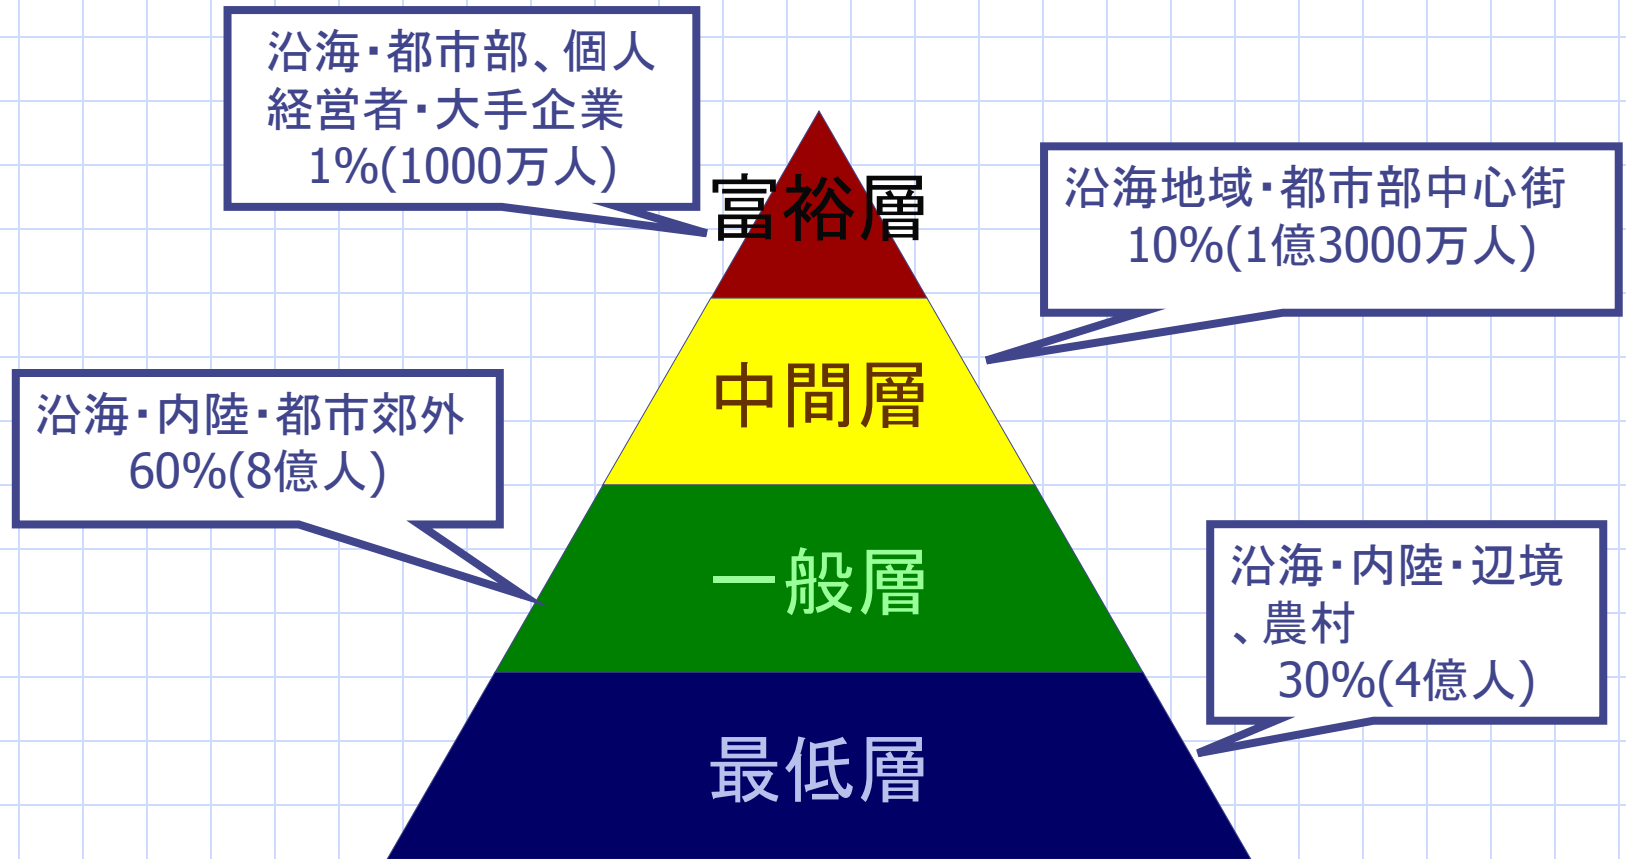 沿海・都市部、個人
経営者・大手企業
1%(1000万人)
富裕層
沿海地域・都市部中心街
10%(1億3000万人)
中間層
沿海・内陸・都市郊外
60%(8億人)
一般層
沿海・内陸・辺境
、農村
30%(4億人)
最低層